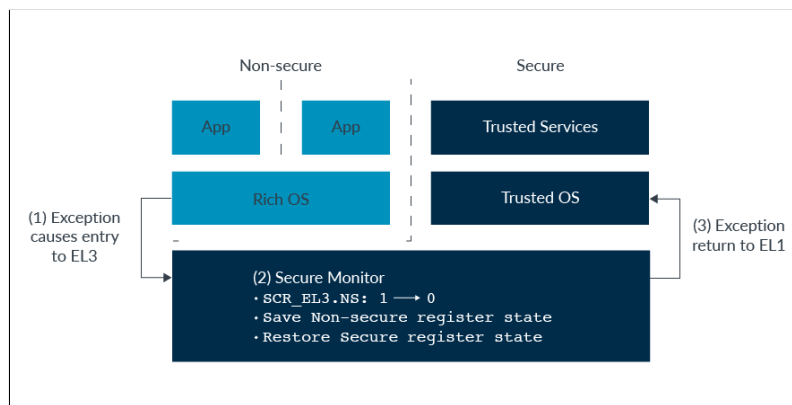 Non-secure
Secure
App
App
Trusted Services
Rich OS
Trusted OS
(1) Exception
causes entry
to EL3
(3) Exception
return to EL1
(2) Secure Monitor
· SCR_EL3.NS: 1 ⟶ 0
· Save Non-secure register state
· Restore Secure register state